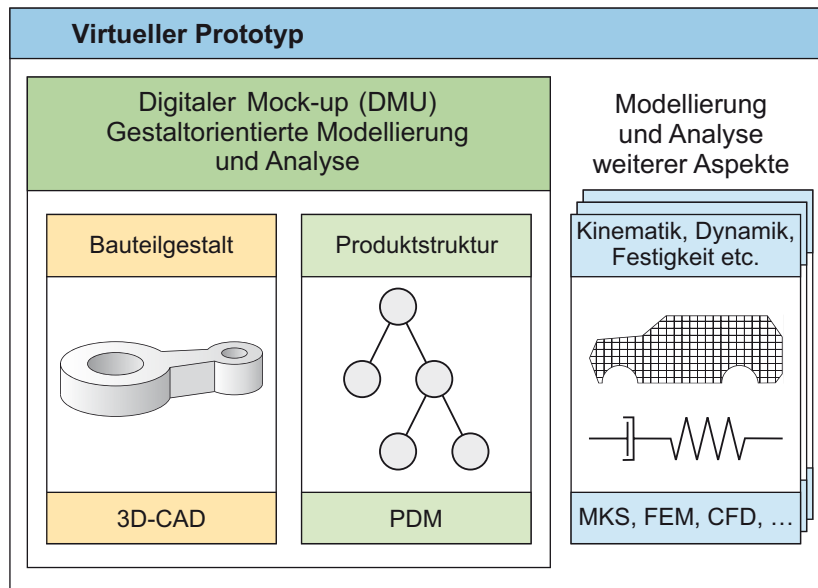 Virtueller Prototyp
Digitaler Mock-up (DMU)
Gestaltorientierte Modellierung
und Analyse
Bauteilgestalt
3D-CAD
Produktstruktur
PDM
Modellierung
und Analyse
weiterer Aspekte
Kinematik, Dynamik,
Festigkeit etc.
MKS, FEM, CFD, …